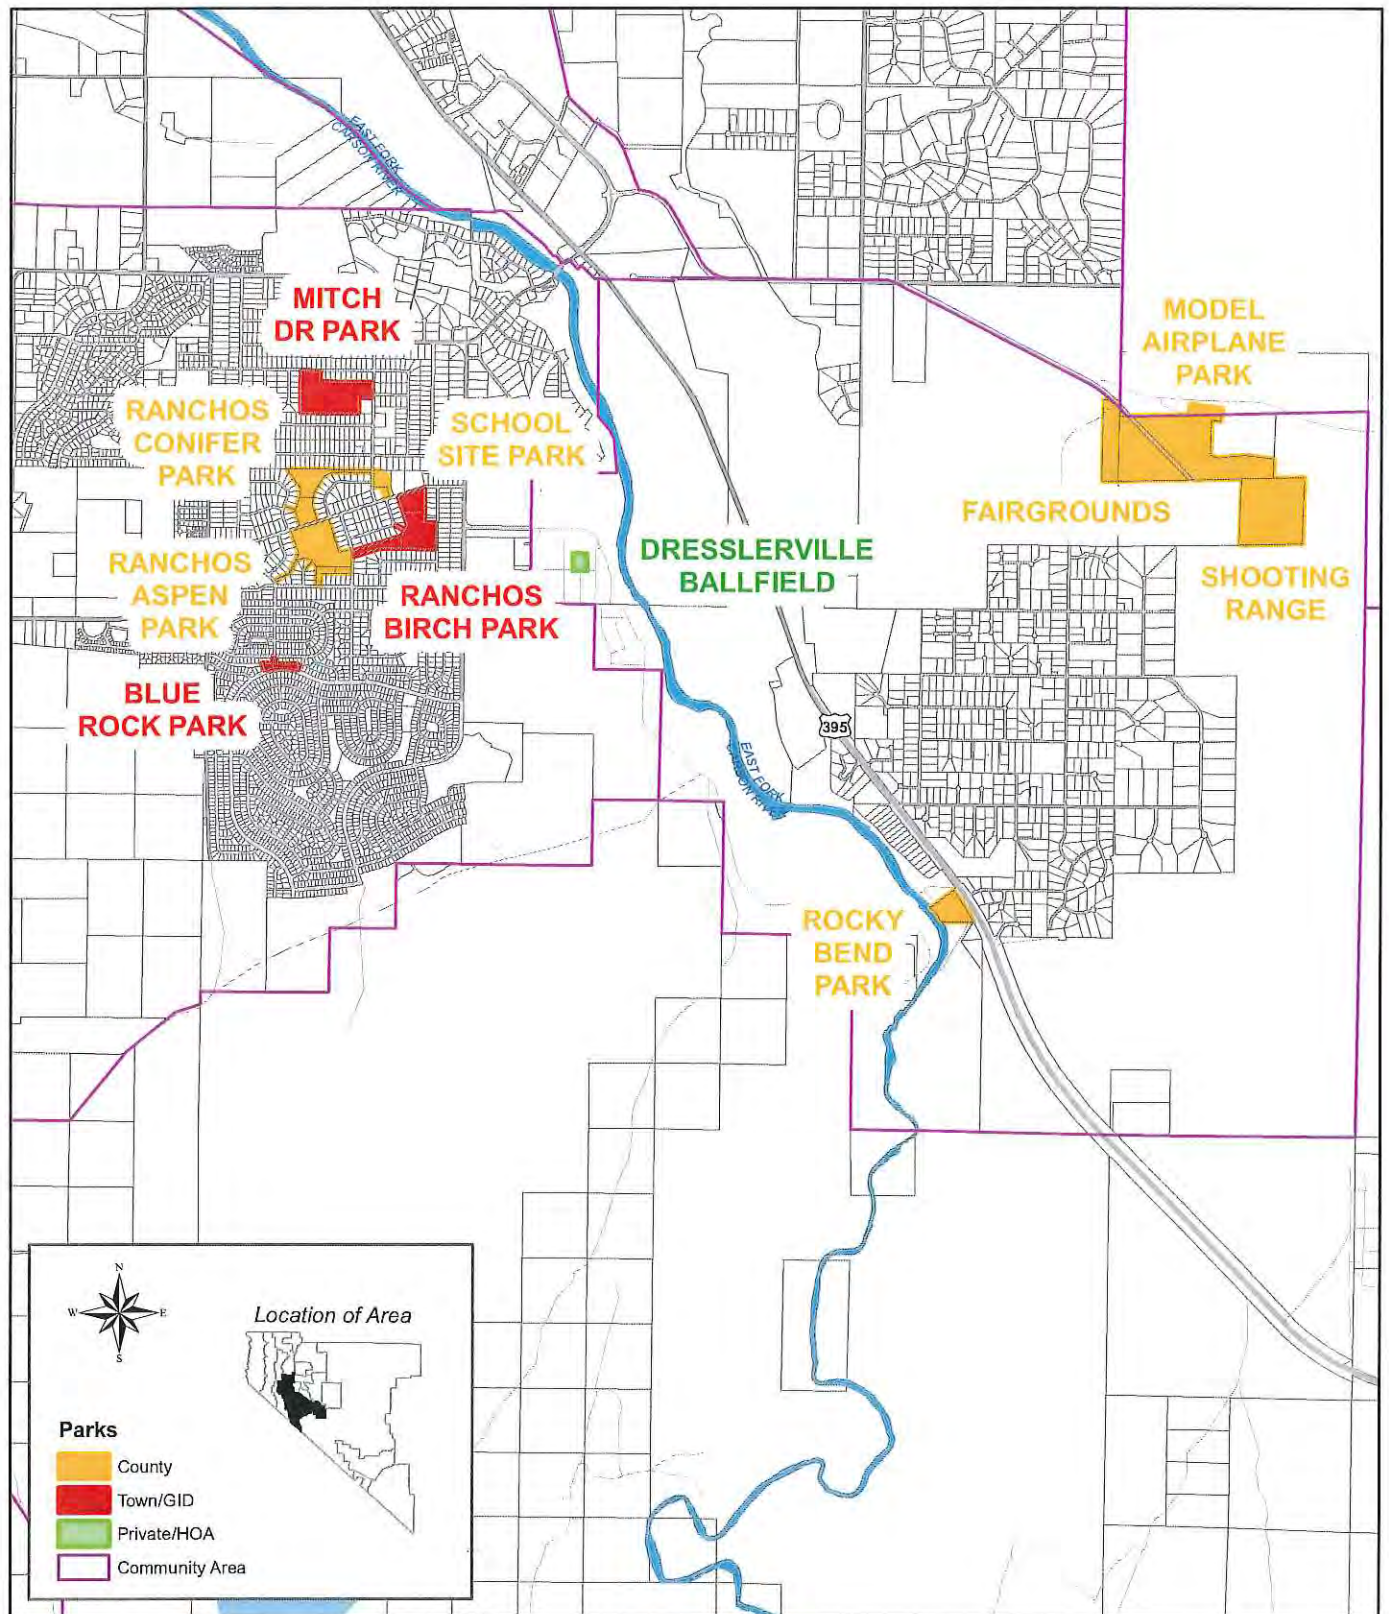 EAST FORK
CARSON RIVER
MITCH
DR PARK
MODEL
AIRPLANE
PARK
RANCHOS
CONIFER
PARK
SCHOOL
SITE PARK
FAIRGROUNDS
DRESSLERVILLE
BALLFIELD
RANCHOS
ASPEN
PARK
RANCHOS
BIRCH PARK
SHOOTING
RANGE
BLUE
ROCK PARK
395
EAST FORK
CARSON RIVER
ROCKY
BEND
PARK
N
W
E
S
Location of Area
Parks
County
Town/GID
Private/HOA
Community Area